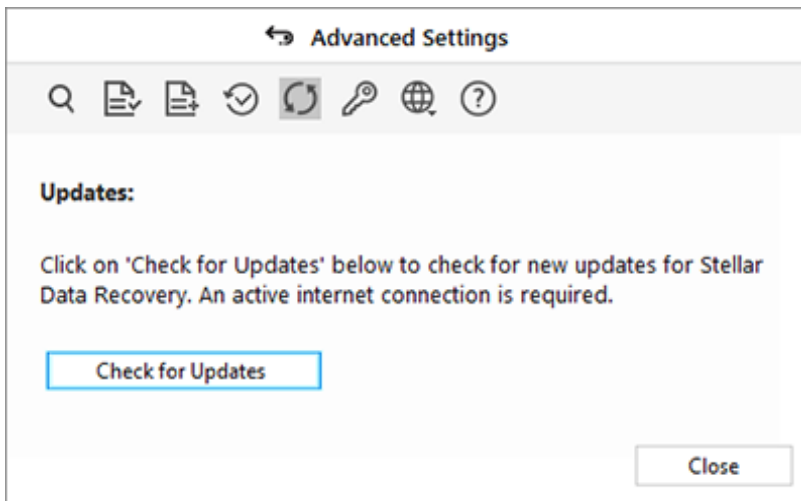 Advanced Settings
Updates:
Click on 'Check for Updates' below to check for new updates for Stellar
Data Recovery. An active internet connection is required.
Check for Updates
Close